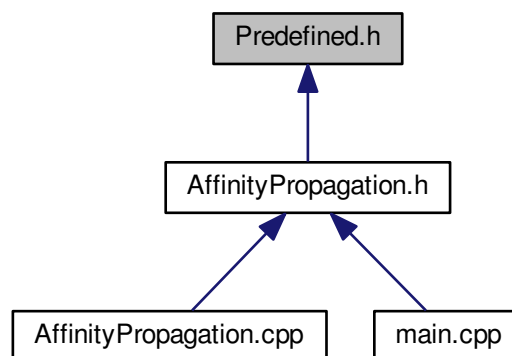 Predefined.h
AffinityPropagation.h
AffinityPropagation.cpp
main.cpp